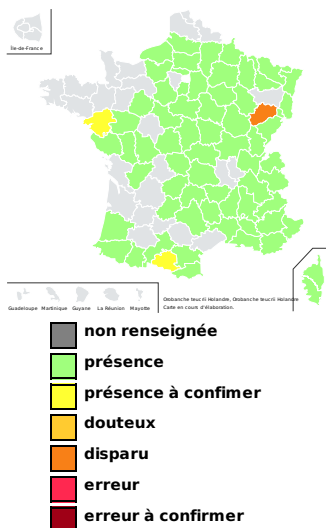 Île-de-France
Guadeloupe Martinique Guyane La Réunion Mayotte
Orobanche teucrii Holandre, Orobanche teucrii Holandre
Carte en cours d'élaboration.
non renseignée
présence
présence à confimer
douteux
disparu
erreur
erreur à confirmer